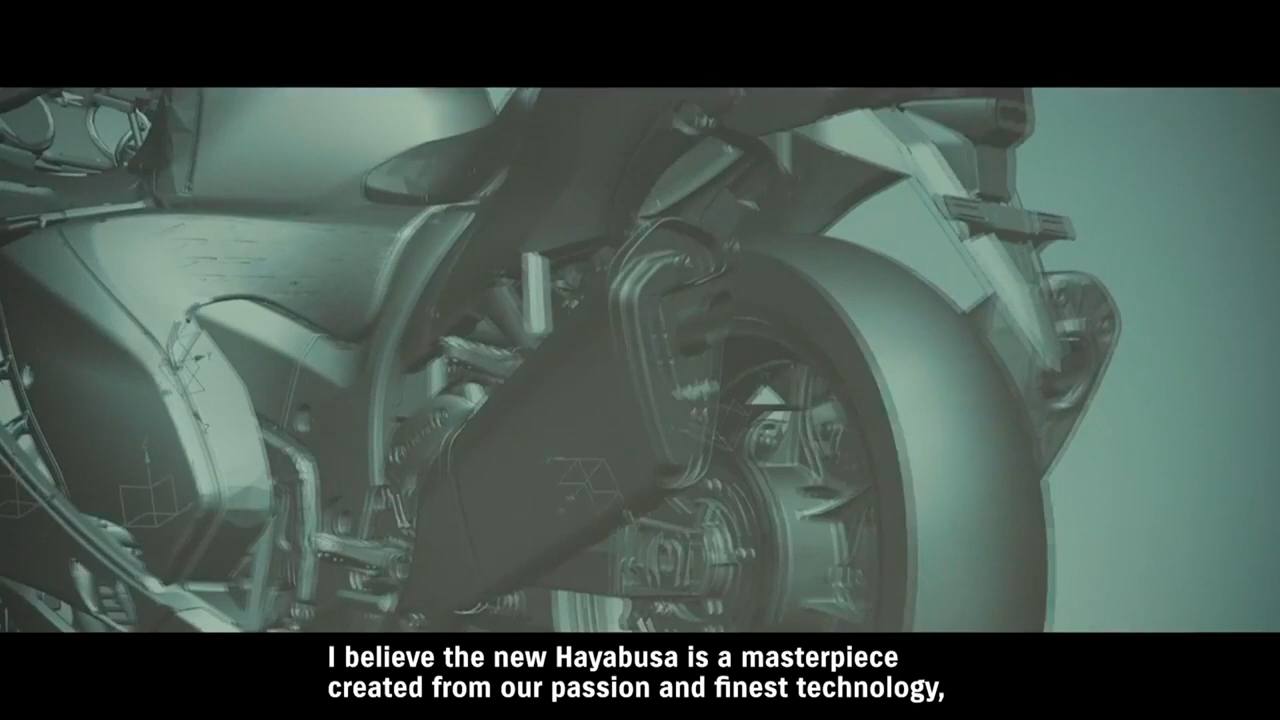 I believe the new Hayabusa is a masterpiece
created from our passion and finest technology,